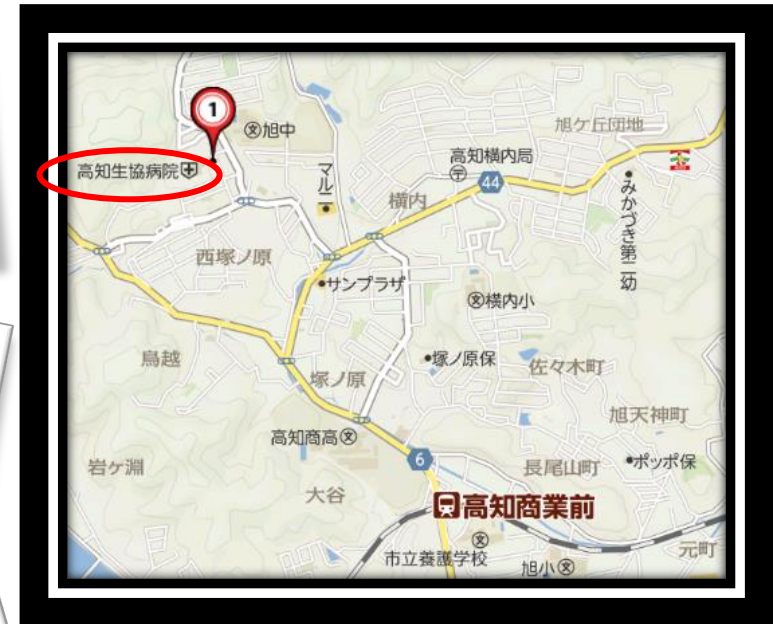 1
旭中
旭ケ丘団地
高知横内局
高知生協病院
マルニ
44
みかづき第二幼
横内
西塚ノ原
サンプラザ
横内小
鳥越
塚ノ原
塚ノ原保
佐々木町
旭天神町
高知商高
6
岩ケ淵
長尾山町
ポッポ保
大谷
高知商業前
市立養護学校
旭小
元町